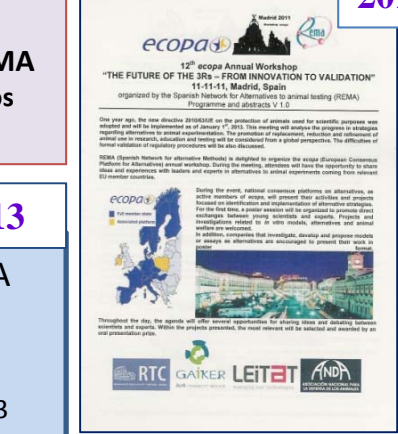 201
MA
os
13
A
3
Madrid 2011
Rema
ecopa
12th ecopa Annual Workshop
"THE FUTURE OF THE 3Rs – FROM INNOVATION TO VALIDATION"
11-11-11, Madrid, Spain
organized by the Spanish Network for Alternatives to animal testing (REMA)
Programme and abstracts V 1.0
One year ago, the new directive 2010/63/UE on the protection of animals used for scientific purposes was
adopted and will be implemented as of January 1st, 2013. This meeting will analyse the progress in strategies
regarding alternatives to animal experimentation. The promotion of replacement, reduction and refinement of
animal use in research, education and testing will be considered from a global perspective. The difficulties of
formal validation of regulatory procedures will be also discussed.
REMA (Spanish Network for alternative Methods) is delighted to organize the ecopa (European Consensus
Platform for Alternatives) annual workshop. During the meeting, attendees will have the opportunity to share
ideas and experiences with leaders and experts in alternatives to animal experiments coming from relevant
EU member countries.
ecopa
Full member state
Associated platform
During the event, national consensus platforms on alternatives, as
active members of ecopa, will present their activities and projects
focused on identification and implementation of alternative strategies.
For the first time, a poster session will be organized to promote direct
exchanges between young scientists and experts. Projects and
investigations related to in vitro models, alternatives and animal
welfare are welcomed.
In addition, companies that investigate, develop and propose models
or assays as alternatives are encouraged to present their work in
poster format.
Throughout the day, the agenda will offer several opportunities for sharing ideas and debating between
scientists and experts. Within the projects presented, the most relevant will be selected and awarded by an
oral presentation prize.
RTC
GAIKER
LEITAT
ANDA
ASOCIACIÓN NACIONAL PARA
LA DEFENSA DE LOS ANIMALES